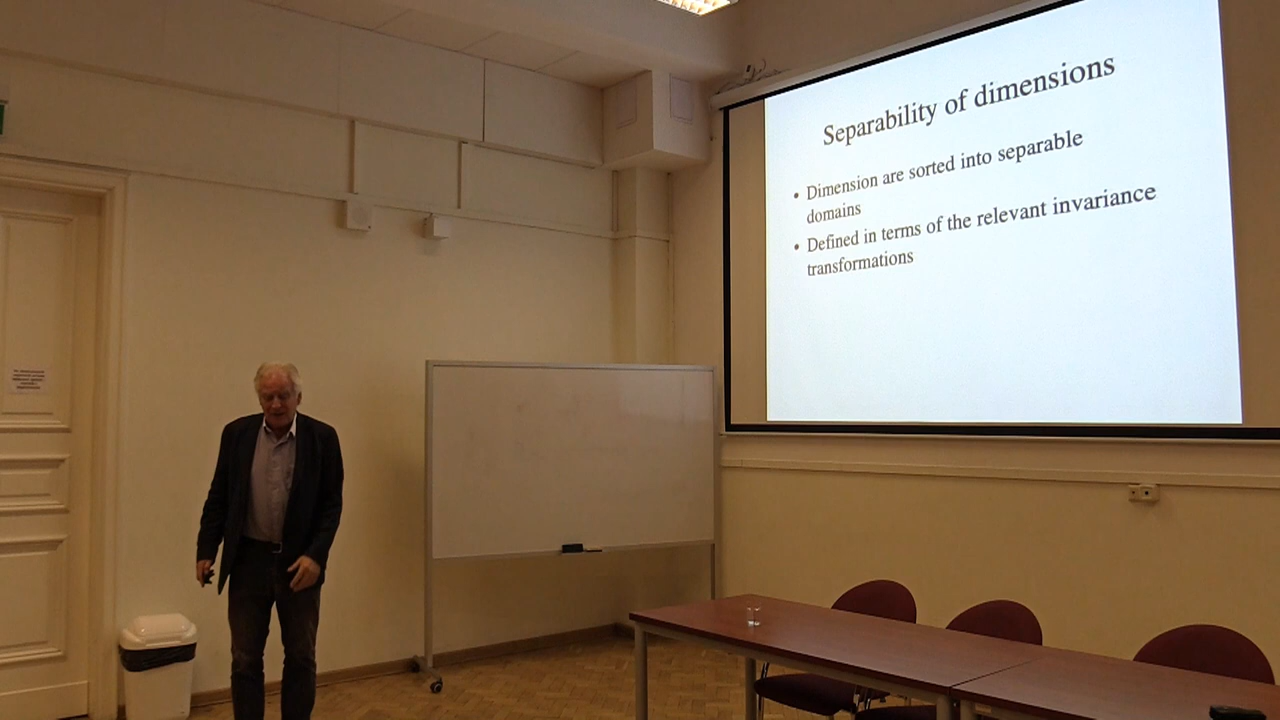 Separability of dimensions
• Dimension are sorted into separable
domains
• Defined in terms of the relevant invariance
transformations